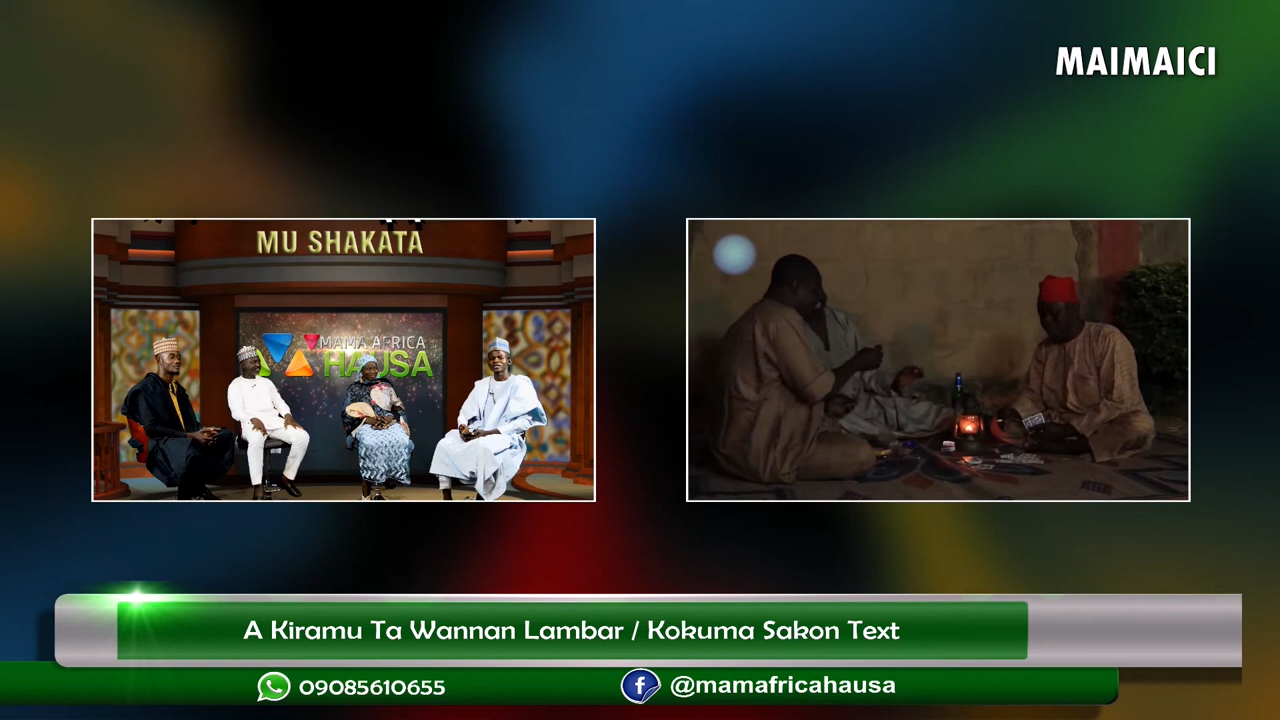 MAIMAICI
MU SHAKATA
MAMA AFRICA
HAUSA
A Kiramu Ta Wannan Lambar / Kokuma Sakon Text
09085610655
@mamafricahausa